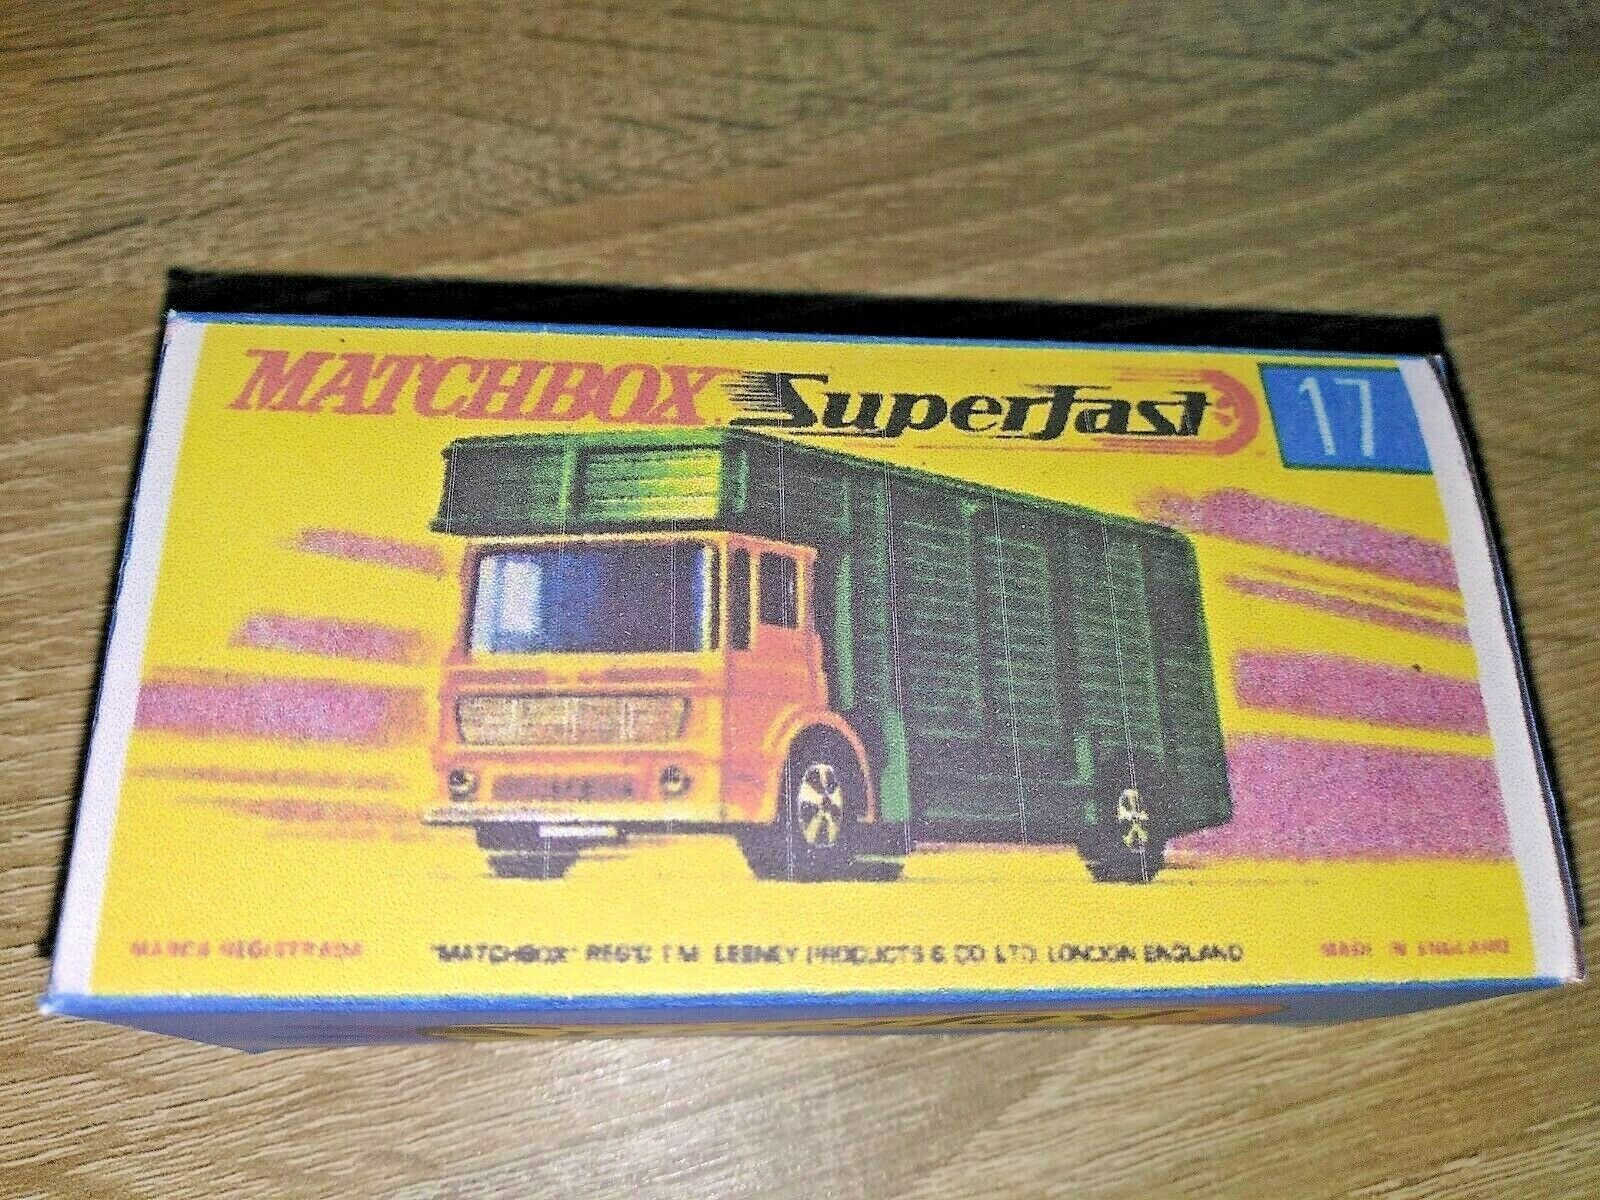 MATCHBOX Superfast 17
MARCA REGISTRADA "MATCHBOX" REG'D T.M. LESNEY PRODUCTS & CO. LTD. LONDON ENGLAND MADE IN ENGLAND